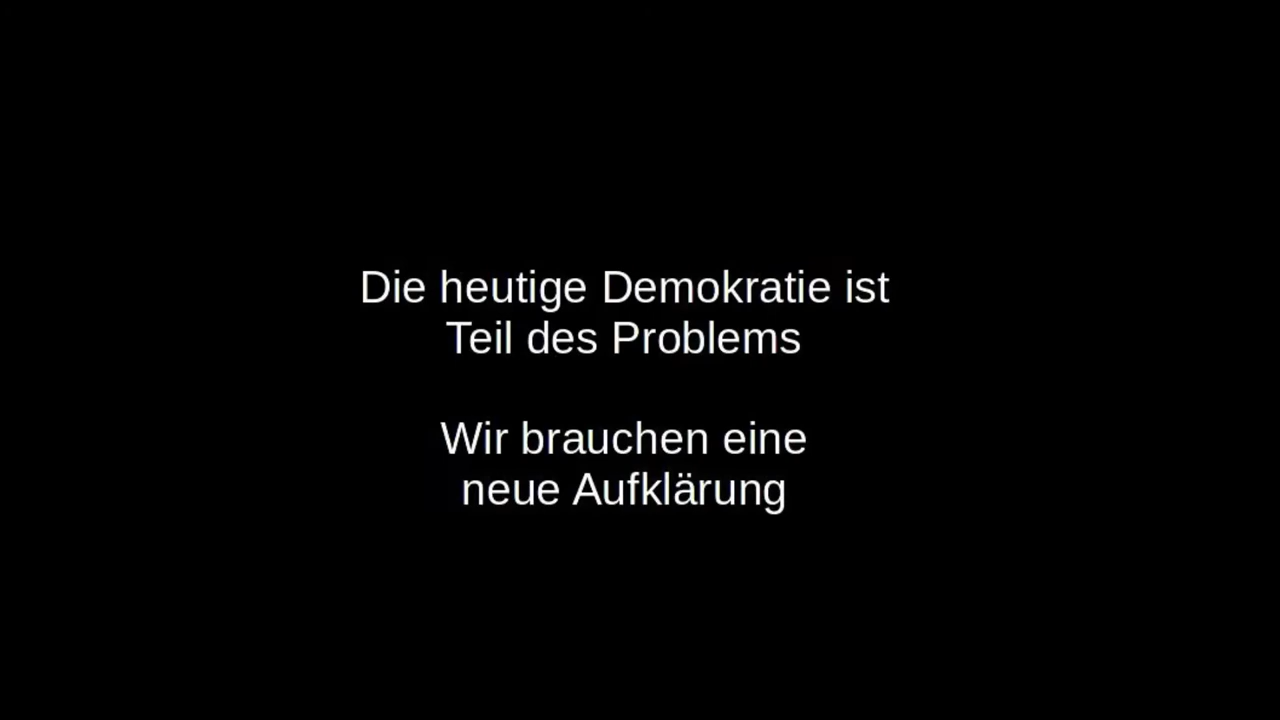 Die heutige Demokratie ist
Teil des Problems
Wir brauchen eine
neue Aufklärung